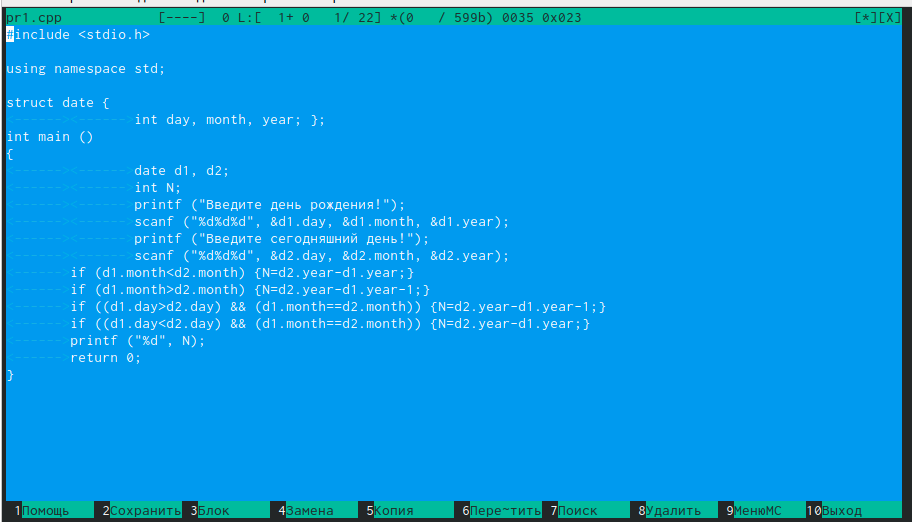 pr1.cpp [----] 0 L:[ 1+ 0 1/ 22] *(0 / 599b) 0035 0x023 [*][X]
#include <stdio.h>
using namespace std;
struct date {
int day, month, year; };
int main ()
{
date d1, d2;
int N;
printf ("Введите день рождения!");
scanf ("%d%d%d", &d1.day, &d1.month, &d1.year);
printf ("Введите сегодняшний день!");
scanf ("%d%d%d", &d2.day, &d2.month, &d2.year);
if (d1.month<d2.month) {N=d2.year-d1.year;}
if (d1.month>d2.month) {N=d2.year-d1.year-1;}
if ((d1.day>d2.day) && (d1.month==d2.month)) {N=d2.year-d1.year-1;}
if ((d1.day<d2.day) && (d1.month==d2.month)) {N=d2.year-d1.year;}
printf ("%d", N);
return 0;
}
1Помощь 2Сохранить 3Блок 4Замена 5Копия 6Пере~тить 7Поиск 8Удалить 9МенюМС 10Выход